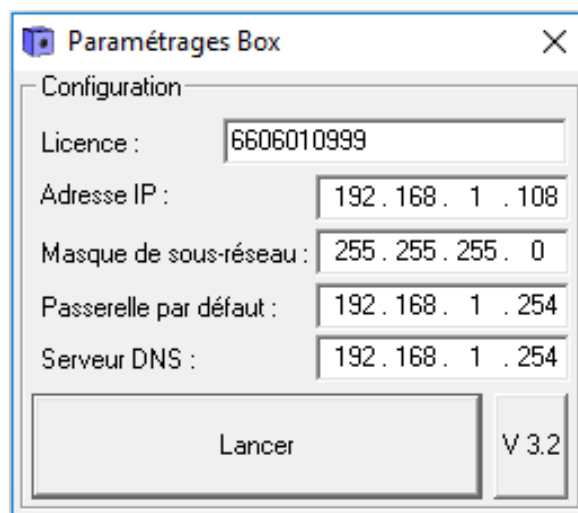 Paramétrages Box
Configuration
Licence : 6606010999
Adresse IP : 192 . 168 . 1 . 108
Masque de sous-réseau : 255 . 255 . 255 . 0
Passerelle par défaut : 192 . 168 . 1 . 254
Serveur DNS : 192 . 168 . 1 . 254
Lancer V 3.2